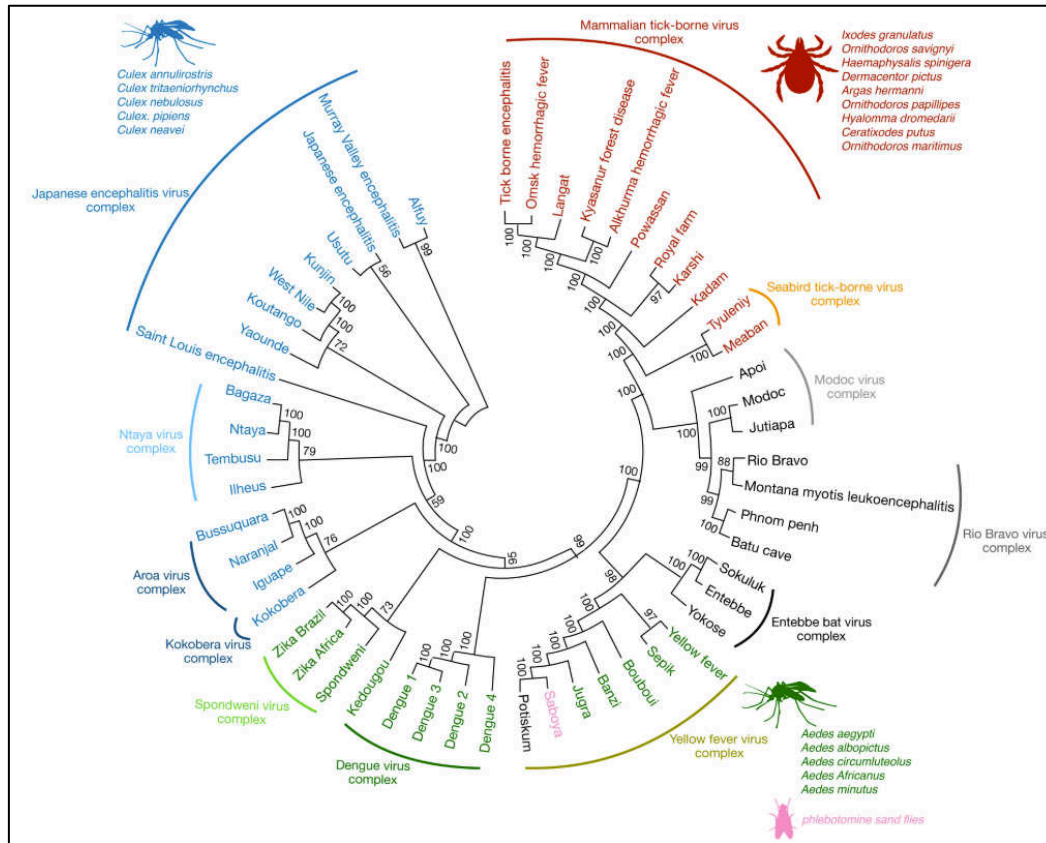 Mammalian tick-borne virus
complex
Ixodes granulatus
Ornithodoros savignyi
Haemaphysalis spinigera
Dermacentor pictus
Argas hermanni
Ornithodoros papillipes
Hyalomma dromedarii
Ceratixodes putus
Ornithodoros maritimus
Culex annulirostris
Culex tritaeniorhynchus
Culex nebulosus
Culex. pipiens
Culex neavei
Japanese encephalitis virus
complex
Tick borne encephalitis
Omsk hemorrhagic fever
Langat
Kyasanur forest disease
Alkhurma hemorrhagic fever
Powassan
Royal farm
Karshi
Kadam
Seabird tick-borne virus
complex
Tyuleniy
Meaban
Apoi
Modoc
Jutiapa
Modoc virus
complex
Rio Bravo
Montana myotis leukoencephalitis
Phnom penh
Batu cave
Rio Bravo virus
complex
Sokuluk
Entebbe
Yokose
Entebbe bat virus
complex
Yellow fever
Sepik
Bouboui
Banzi
Jugra
Saboya
Potiskum
Yellow fever virus
complex
Aedes aegypti
Aedes albopictus
Aedes circumluteolus
Aedes Africanus
Aedes minutus
phlebotomine sand flies
Dengue 4
Dengue 2
Dengue 3
Dengue 1
Dengue virus
complex
Kedougou
Spondweni
Zika Africa
Zika Brazil
Spondweni virus
complex
Kokobera
Kokobera virus
complex
Iguape
Naranjal
Bussuquara
Aroa virus
complex
Ilheus
Tembusu
Ntaya
Bagaza
Ntaya virus
complex
Saint Louis encephalitis
Yaounde
Koutango
West Nile
Kunjin
Usutu
Japanese encephalitis
Murray Valley encephalitis
Alfuy
99
56
100
100
72
100
100
59
100
100
100
79
100
100
76
95
99
100
100
100
73
100
100
100
100
100
100
100
100
97
98
100
100
100
100
99
99
88
100
100
100
100
100
100
100
97
100
100
100
100
100
100